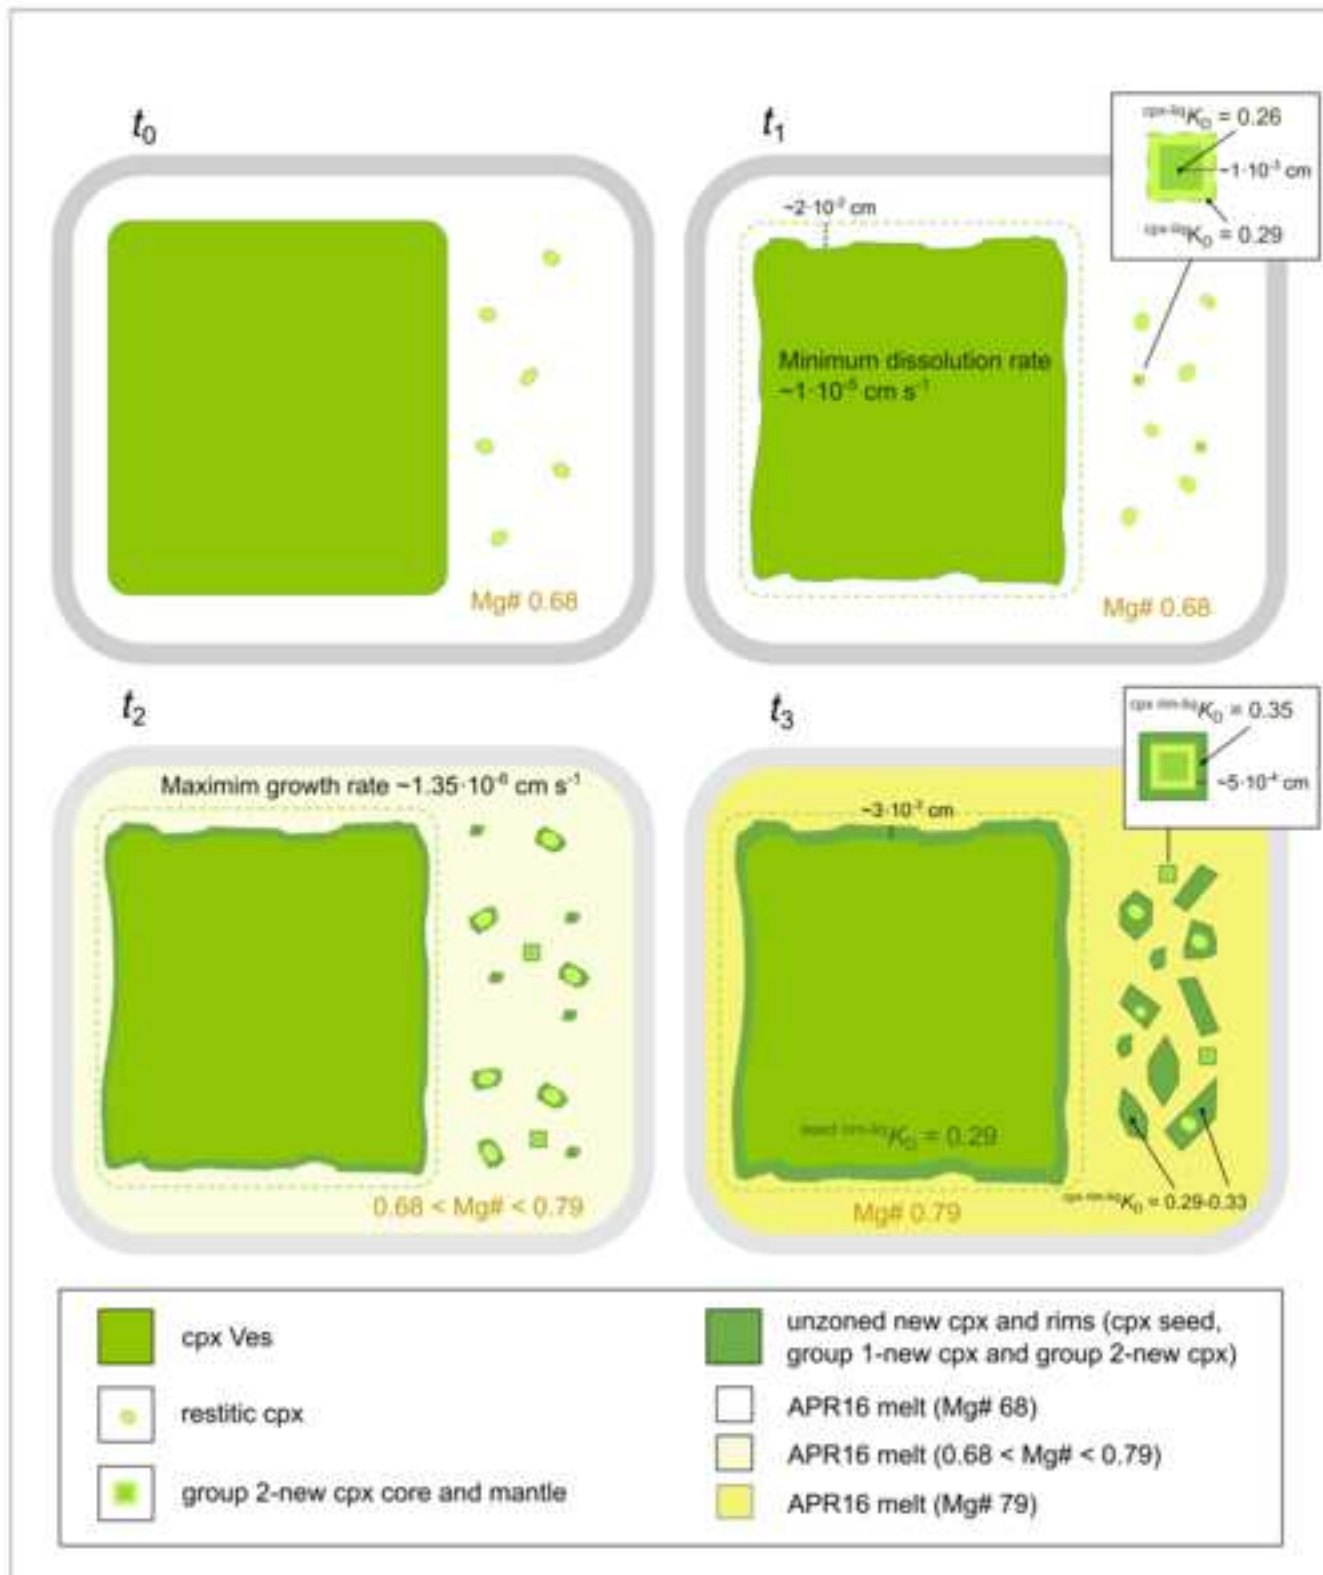 t0
t1
cpx-liqKD = 0.26
~1·10-3 cm
cpx-liqKD = 0.29
~2·10-2 cm
Minimum dissolution rate
~1·10-5 cm s-1
Mg# 0.68
Mg# 0.68
t2
t3
cpx rim-liqKD = 0.35
~5·10-4 cm
Maximim growth rate ~1.35·10-6 cm s-1
~3·10-2 cm
seed rim-liqKD = 0.29
0.68 < Mg# < 0.79
Mg# 0.79
cpx rim-liqKD = 0.29-0.33
cpx Ves
restitic cpx
group 2-new cpx core and mantle
unzoned new cpx and rims (cpx seed,
group 1-new cpx and group 2-new cpx)
APR16 melt (Mg# 68)
APR16 melt (0.68 < Mg# < 0.79)
APR16 melt (Mg# 79)